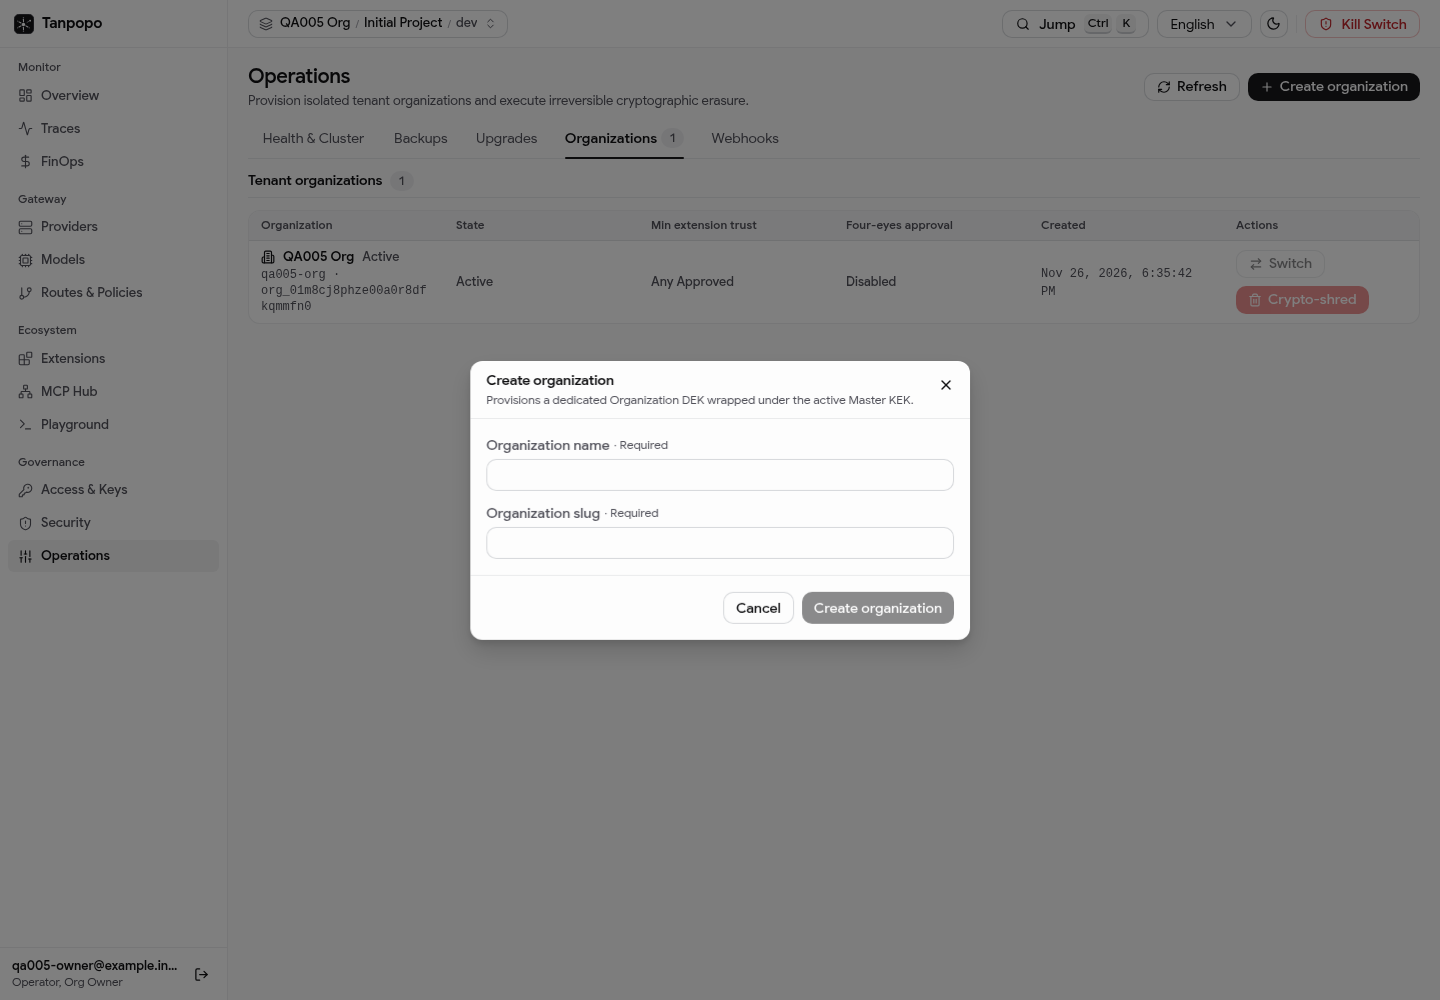 Tanpopo
QA005 Org / Initial Project / dev
Jump Ctrl K
English
Kill Switch
Monitor
Overview
Traces
FinOps
Gateway
Providers
Models
Routes & Policies
Ecosystem
Extensions
MCP Hub
Playground
Governance
Access & Keys
Security
Operations
qa005-owner@example.in...
Operator, Org Owner
Operations
Provision isolated tenant organizations and execute irreversible cryptographic erasure.
Refresh
+ Create organization
Health & Cluster Backups Upgrades Organizations 1 Webhooks
Tenant organizations 1
Organization State Min extension trust Four-eyes approval Created Actions
QA005 Org Active
qa005-org ·
org_01m8cj8phze00a0r8df
kqmmfn0
Active
Any Approved
Disabled
Nov 26, 2026, 6:35:42
PM
Switch
Crypto-shred
Create organization
Provisions a dedicated Organization DEK wrapped under the active Master KEK.
Organization name · Required
Organization slug · Required
Cancel
Create organization